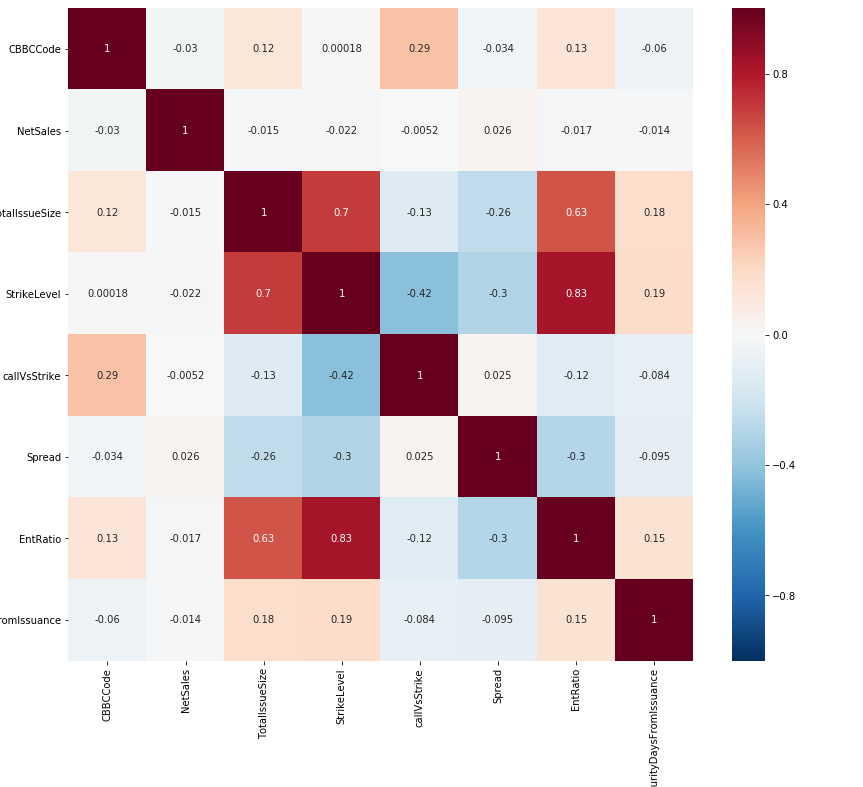 CBBCCode 1 -0.03 0.12 0.00018 0.29 -0.034 0.13 -0.06
NetSales -0.03 1 -0.015 -0.022 -0.0052 0.026 -0.017 -0.014
otalIssueSize 0.12 -0.015 1 0.7 -0.13 -0.26 0.63 0.18
StrikeLevel 0.00018 -0.022 0.7 1 -0.42 -0.3 0.83 0.19
callVsStrike 0.29 -0.0052 -0.13 -0.42 1 0.025 -0.12 -0.084
Spread -0.034 0.026 -0.26 -0.3 0.025 1 -0.3 -0.095
EntRatio 0.13 -0.017 0.63 0.83 -0.12 -0.3 1 0.15
romIssuance -0.06 -0.014 0.18 0.19 -0.084 -0.095 0.15 1
CBBCCode
NetSales
TotalIssueSize
StrikeLevel
callVsStrike
Spread
EntRatio
urityDaysFromIssuance
0.8
0.4
0.0
−0.4
−0.8